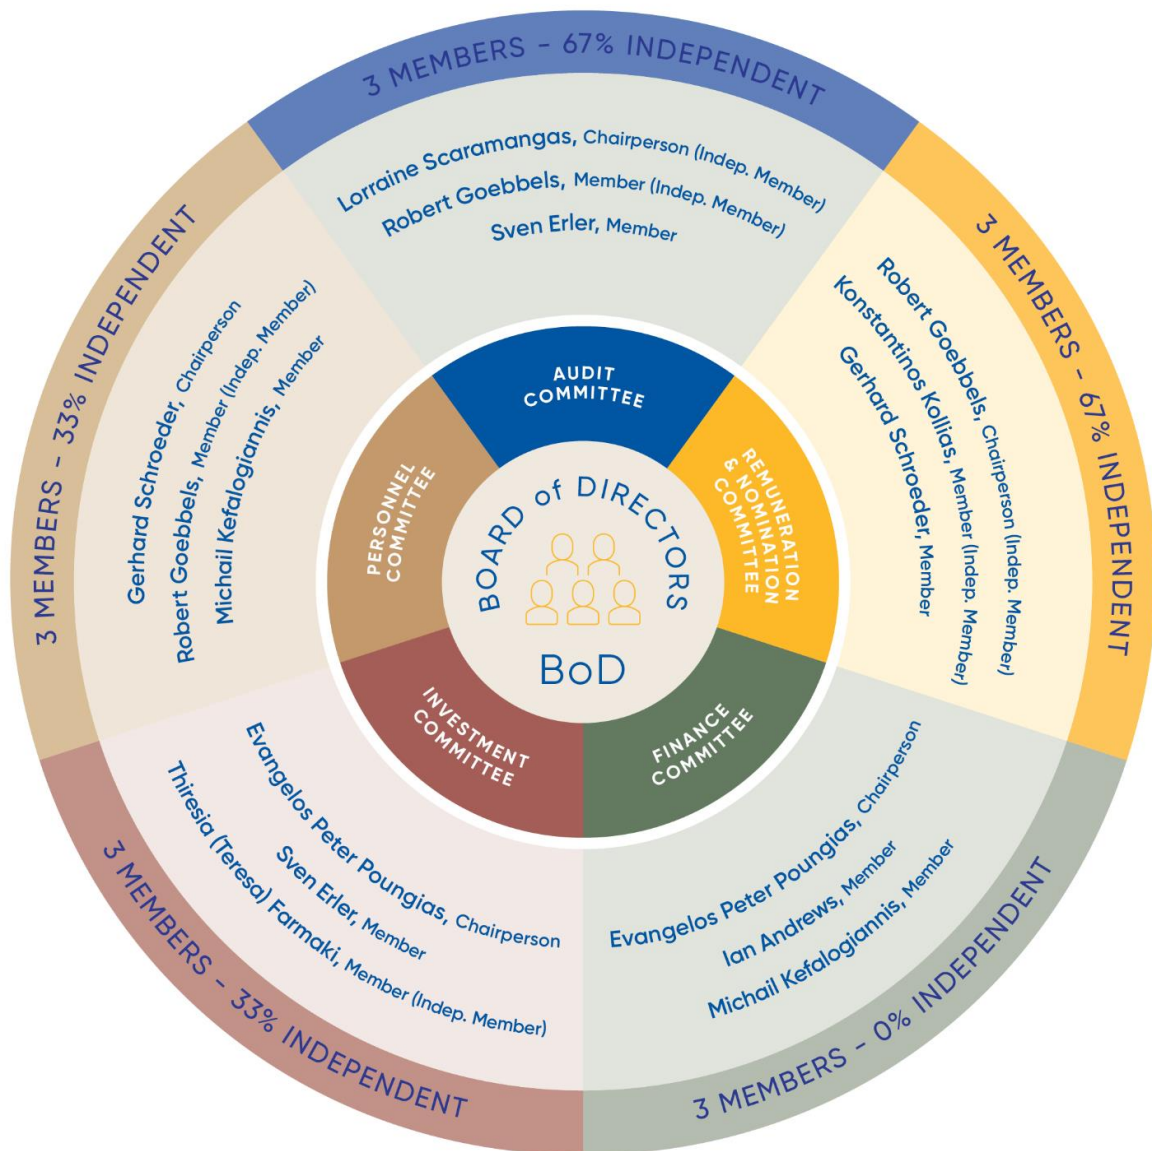 3 MEMBERS - 67% INDEPENDENT
Lorraine Scaramangas, Chairperson (Indep. Member)
Robert Goebbels, Member (Indep. Member)
Sven Erler, Member
AUDIT
COMMITTEE
3 MEMBERS - 67% INDEPENDENT
Robert Goebbels, Chairperson (Indep. Member)
Konstantinos Kollias, Member (Indep. Member)
Gerhard Schroeder, Member
REMUNERATION
& NOMINATION
COMMITTEE
3 MEMBERS - 0% INDEPENDENT
Evangelos Peter Poungias, Chairperson
Ian Andrews, Member
Michail Kefalogiannis, Member
FINANCE
COMMITTEE
3 MEMBERS - 33% INDEPENDENT
Evangelos Peter Poungias, Chairperson
Sven Erler, Member
Thiresia (Teresa) Farmaki, Member (Indep. Member)
INVESTMENT
COMMITTEE
3 MEMBERS - 33% INDEPENDENT
Gerhard Schroeder, Chairperson
Robert Goebbels, Member (Indep. Member)
Michail Kefalogiannis, Member
PERSONNEL
COMMITTEE
BOARD of DIRECTORS
BoD